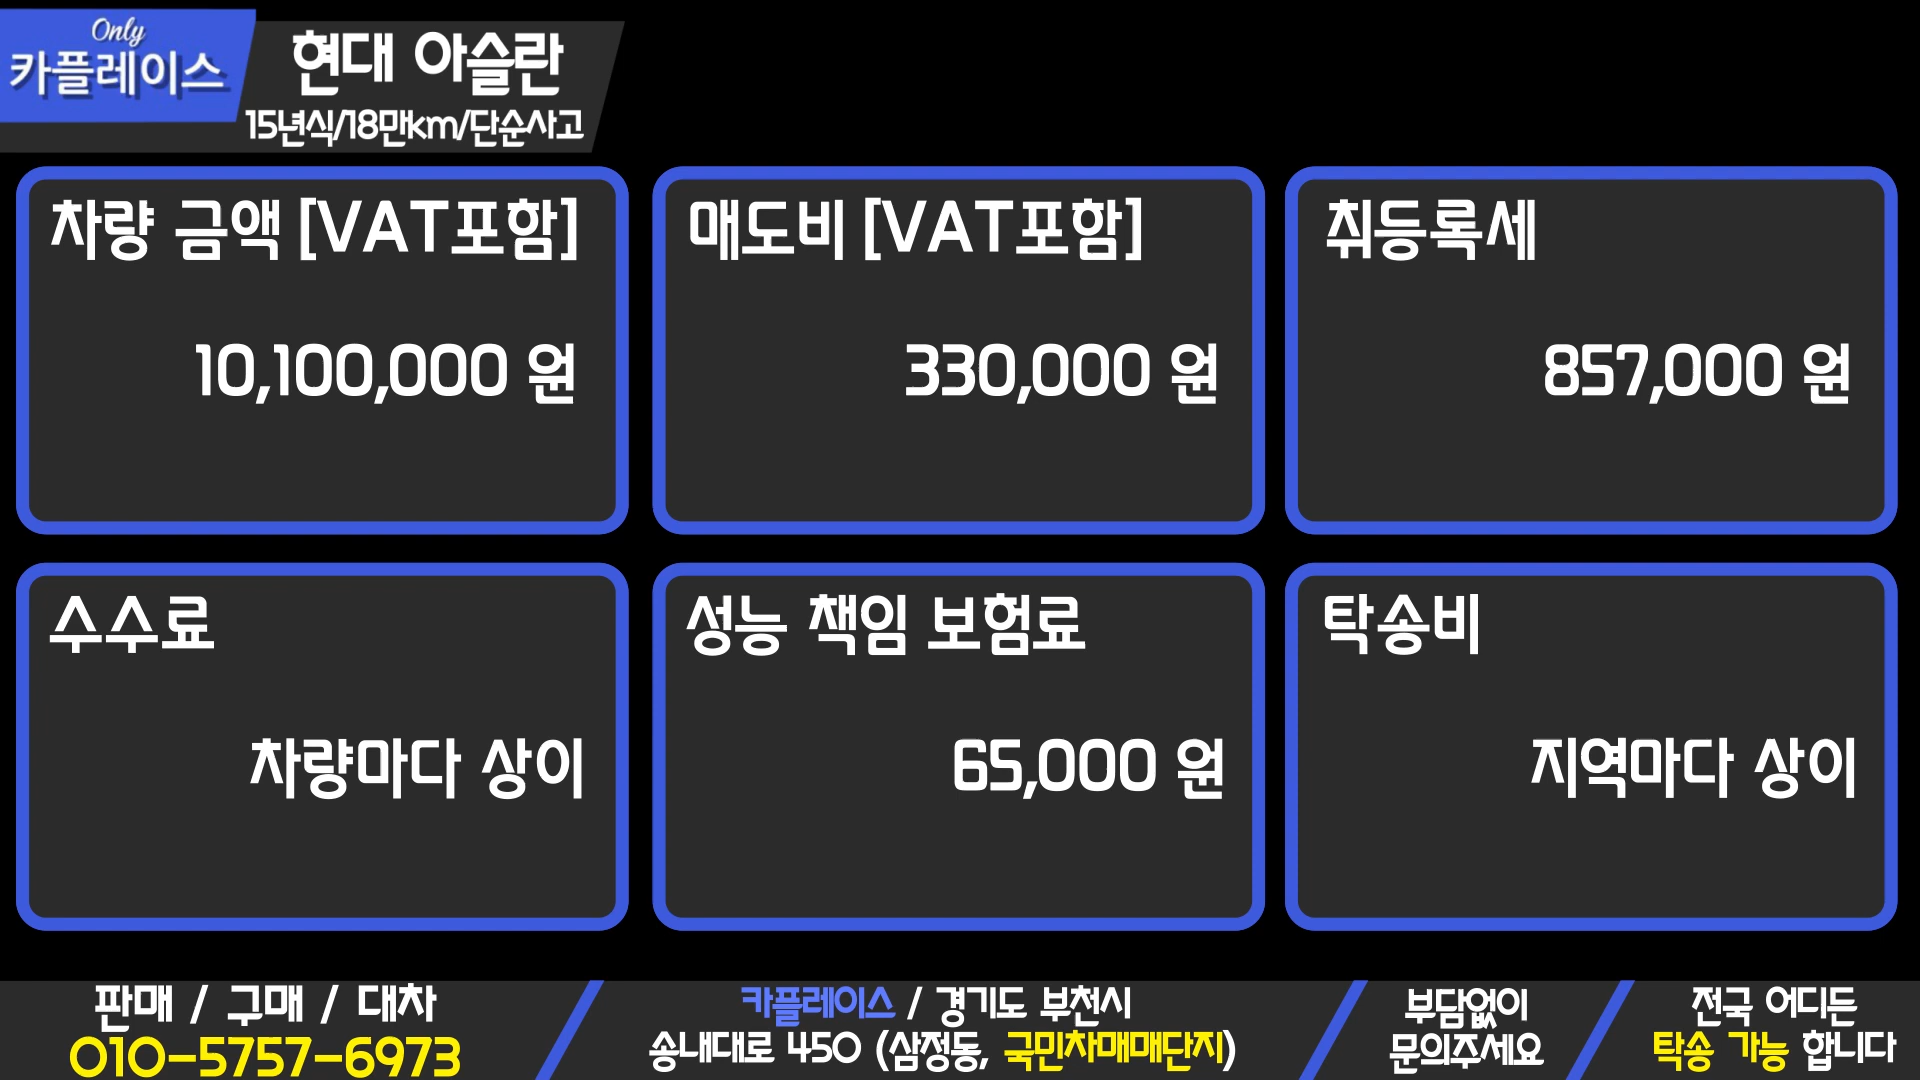 Only
카플레이스
현대 아슬란
15년식/18만km/단순사고
차량 금액 [VAT포함]
10,100,000 원
매도비 [VAT포함]
330,000 원
취등록세
857,000 원
수수료
차량마다 상이
성능 책임 보험료
65,000 원
탁송비
지역마다 상이
판매 / 구매 / 대차
010-5757-6973
카플레이스 / 경기도 부천시
송내대로 450 (삼정동, 국민차매매단지)
부담없이
문의주세요
전국 어디든
탁송 가능 합니다